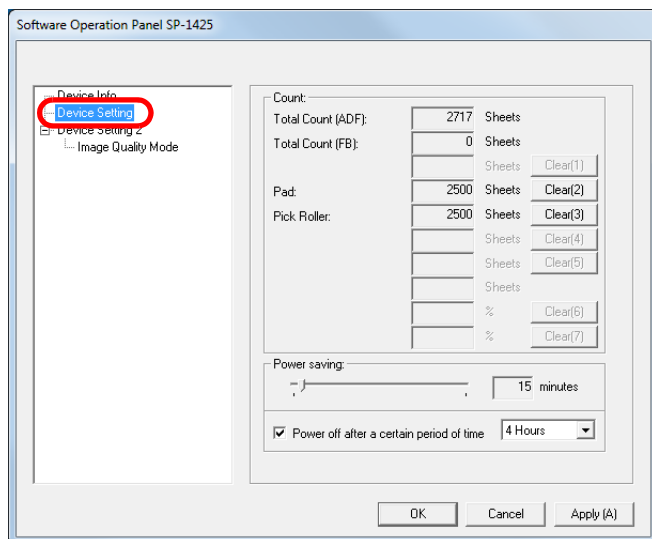 Software Operation Panel SP-1425
Device Info
Device Setting
Device Setting 2
Image Quality Mode
Count:
Total Count (ADF): 2717 Sheets
Total Count (FB): 0 Sheets
Sheets Clear(1)
Pad: 2500 Sheets Clear(2)
Pick Roller: 2500 Sheets Clear(3)
Sheets Clear(4)
Sheets Clear(5)
Sheets
% Clear(6)
% Clear(7)
Power saving:
15 minutes
Power off after a certain period of time 4 Hours
OK Cancel Apply (A)